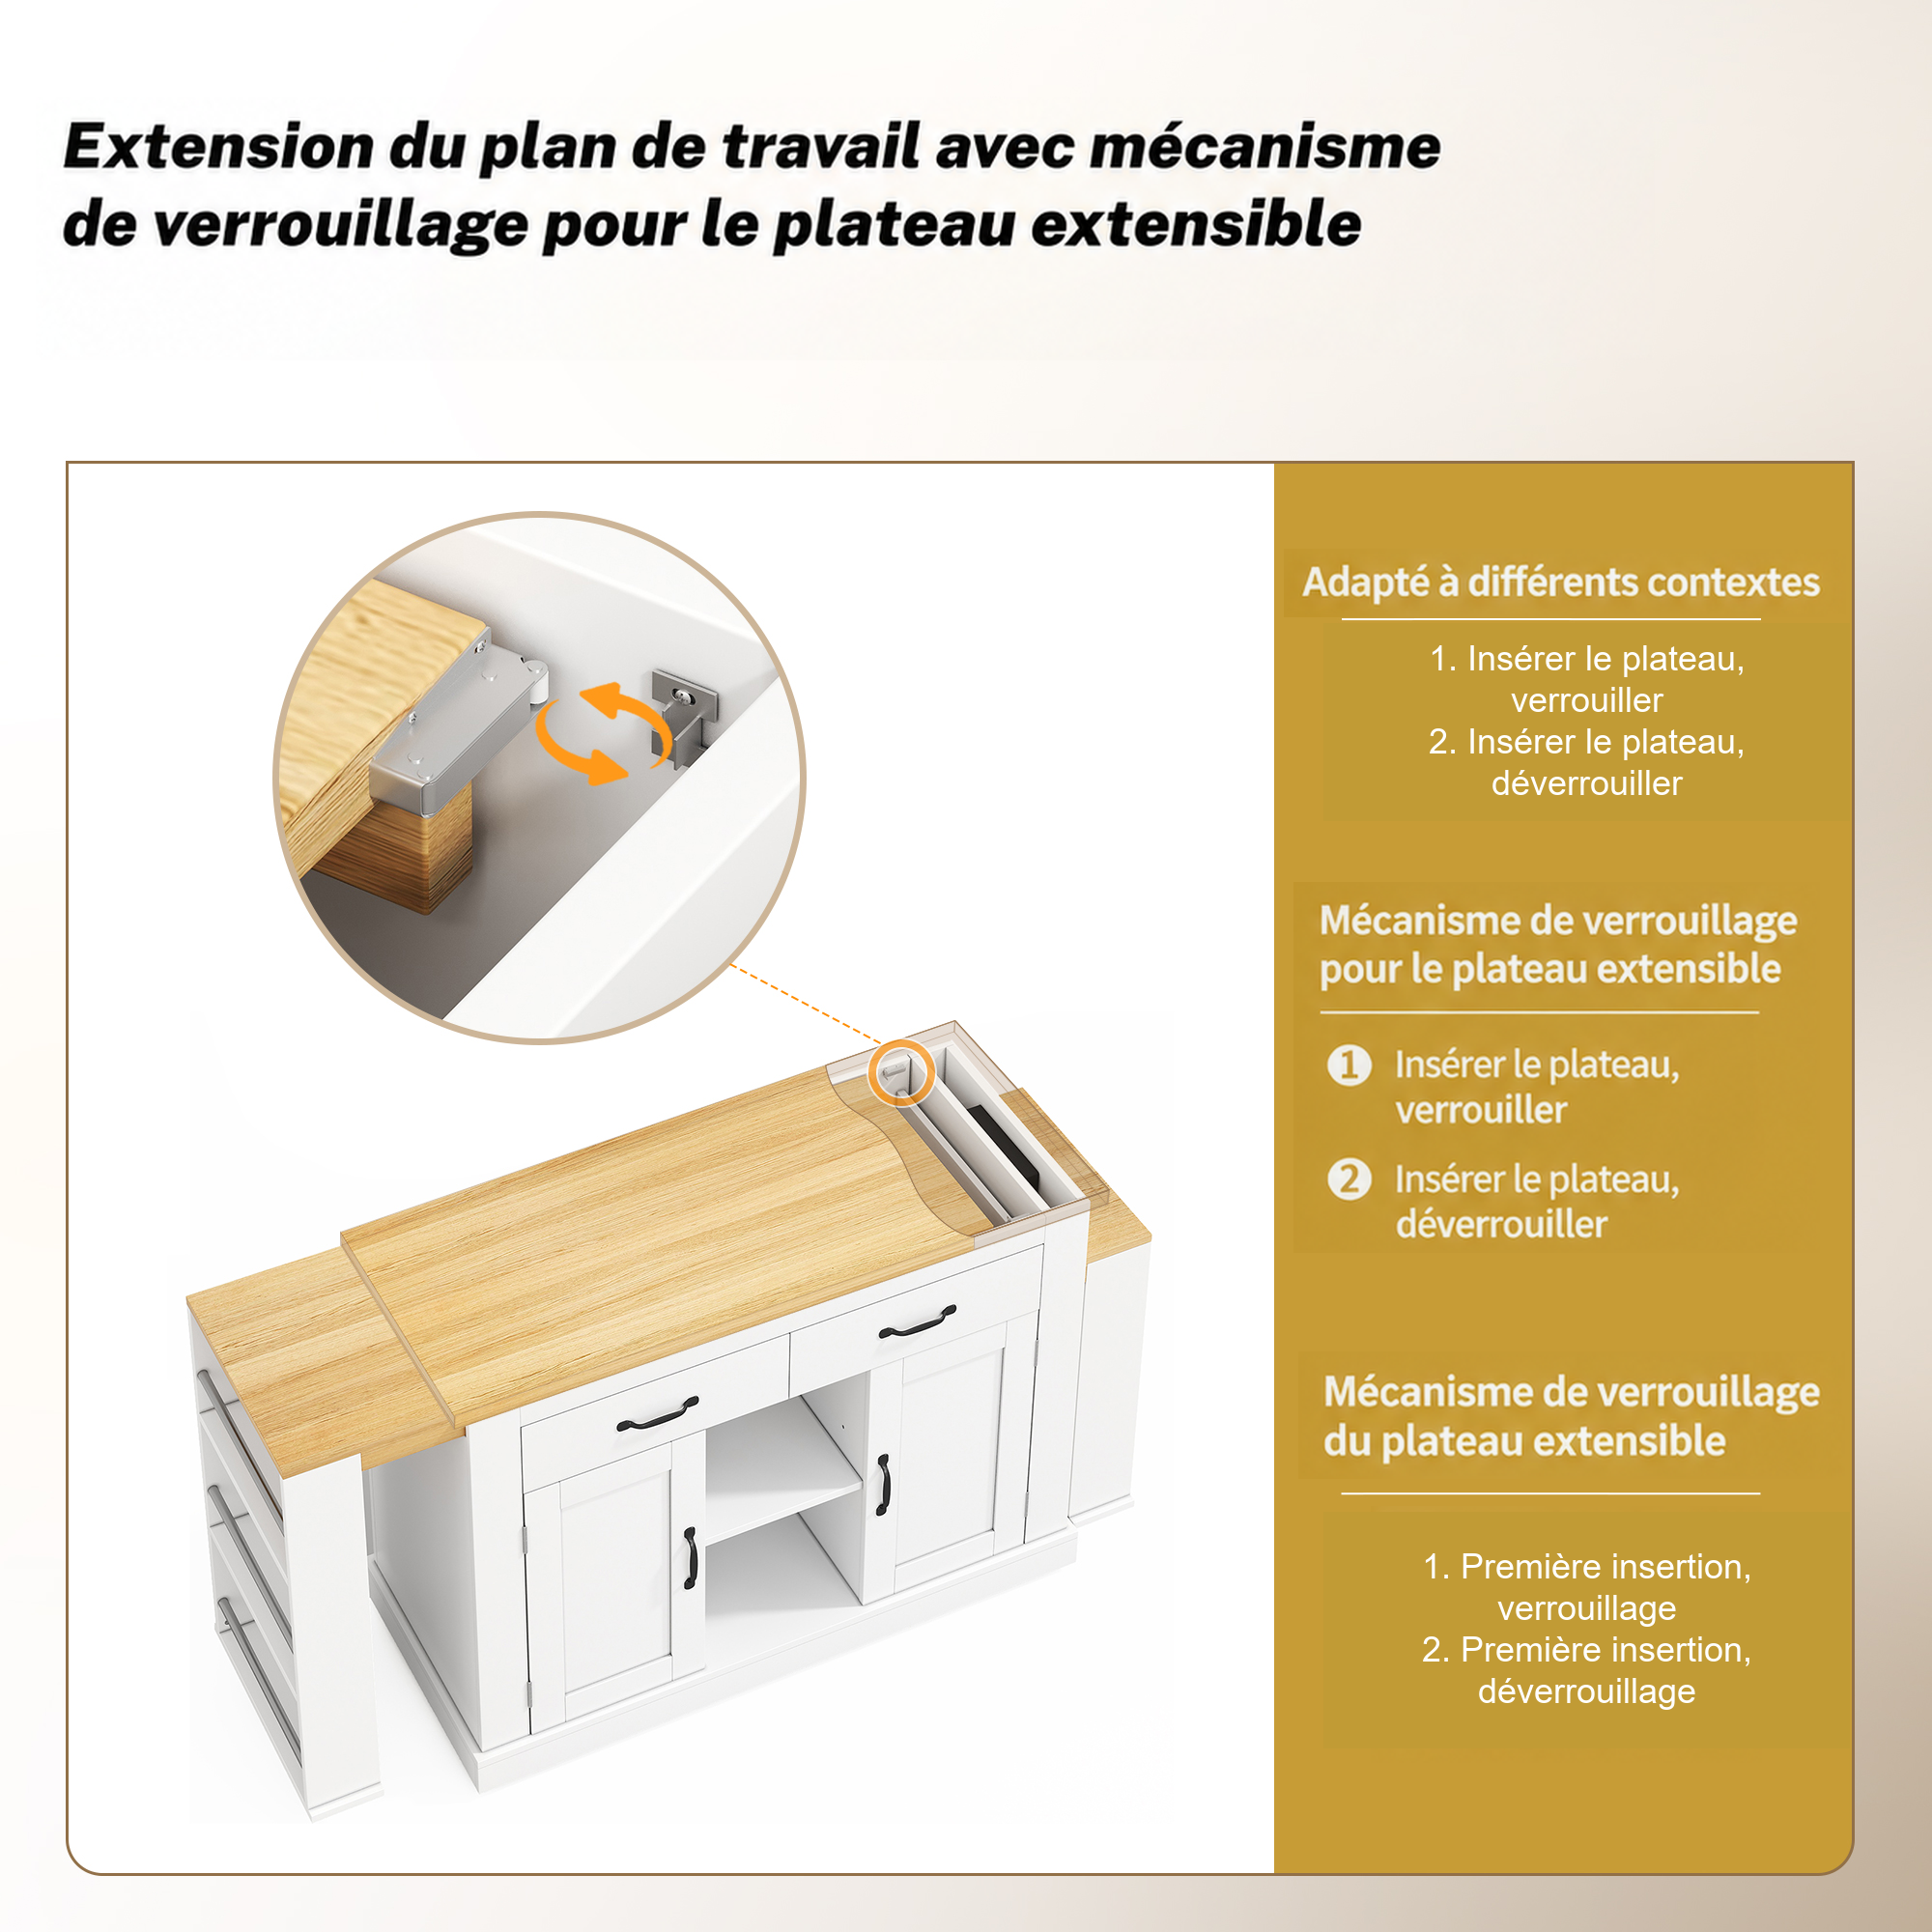 Extension du plan de travail avec mécanisme
de verrouillage pour le plateau extensible
Adapté à différents contextes
1. Insérer le plateau,
verrouiller
2. Insérer le plateau,
déverrouiller
Mécanisme de verrouillage
pour le plateau extensible
1 Insérer le plateau,
verrouiller
2 Insérer le plateau,
déverrouiller
Mécanisme de verrouillage
du plateau extensible
1. Première insertion,
verrouillage
2. Première insertion,
déverrouillage